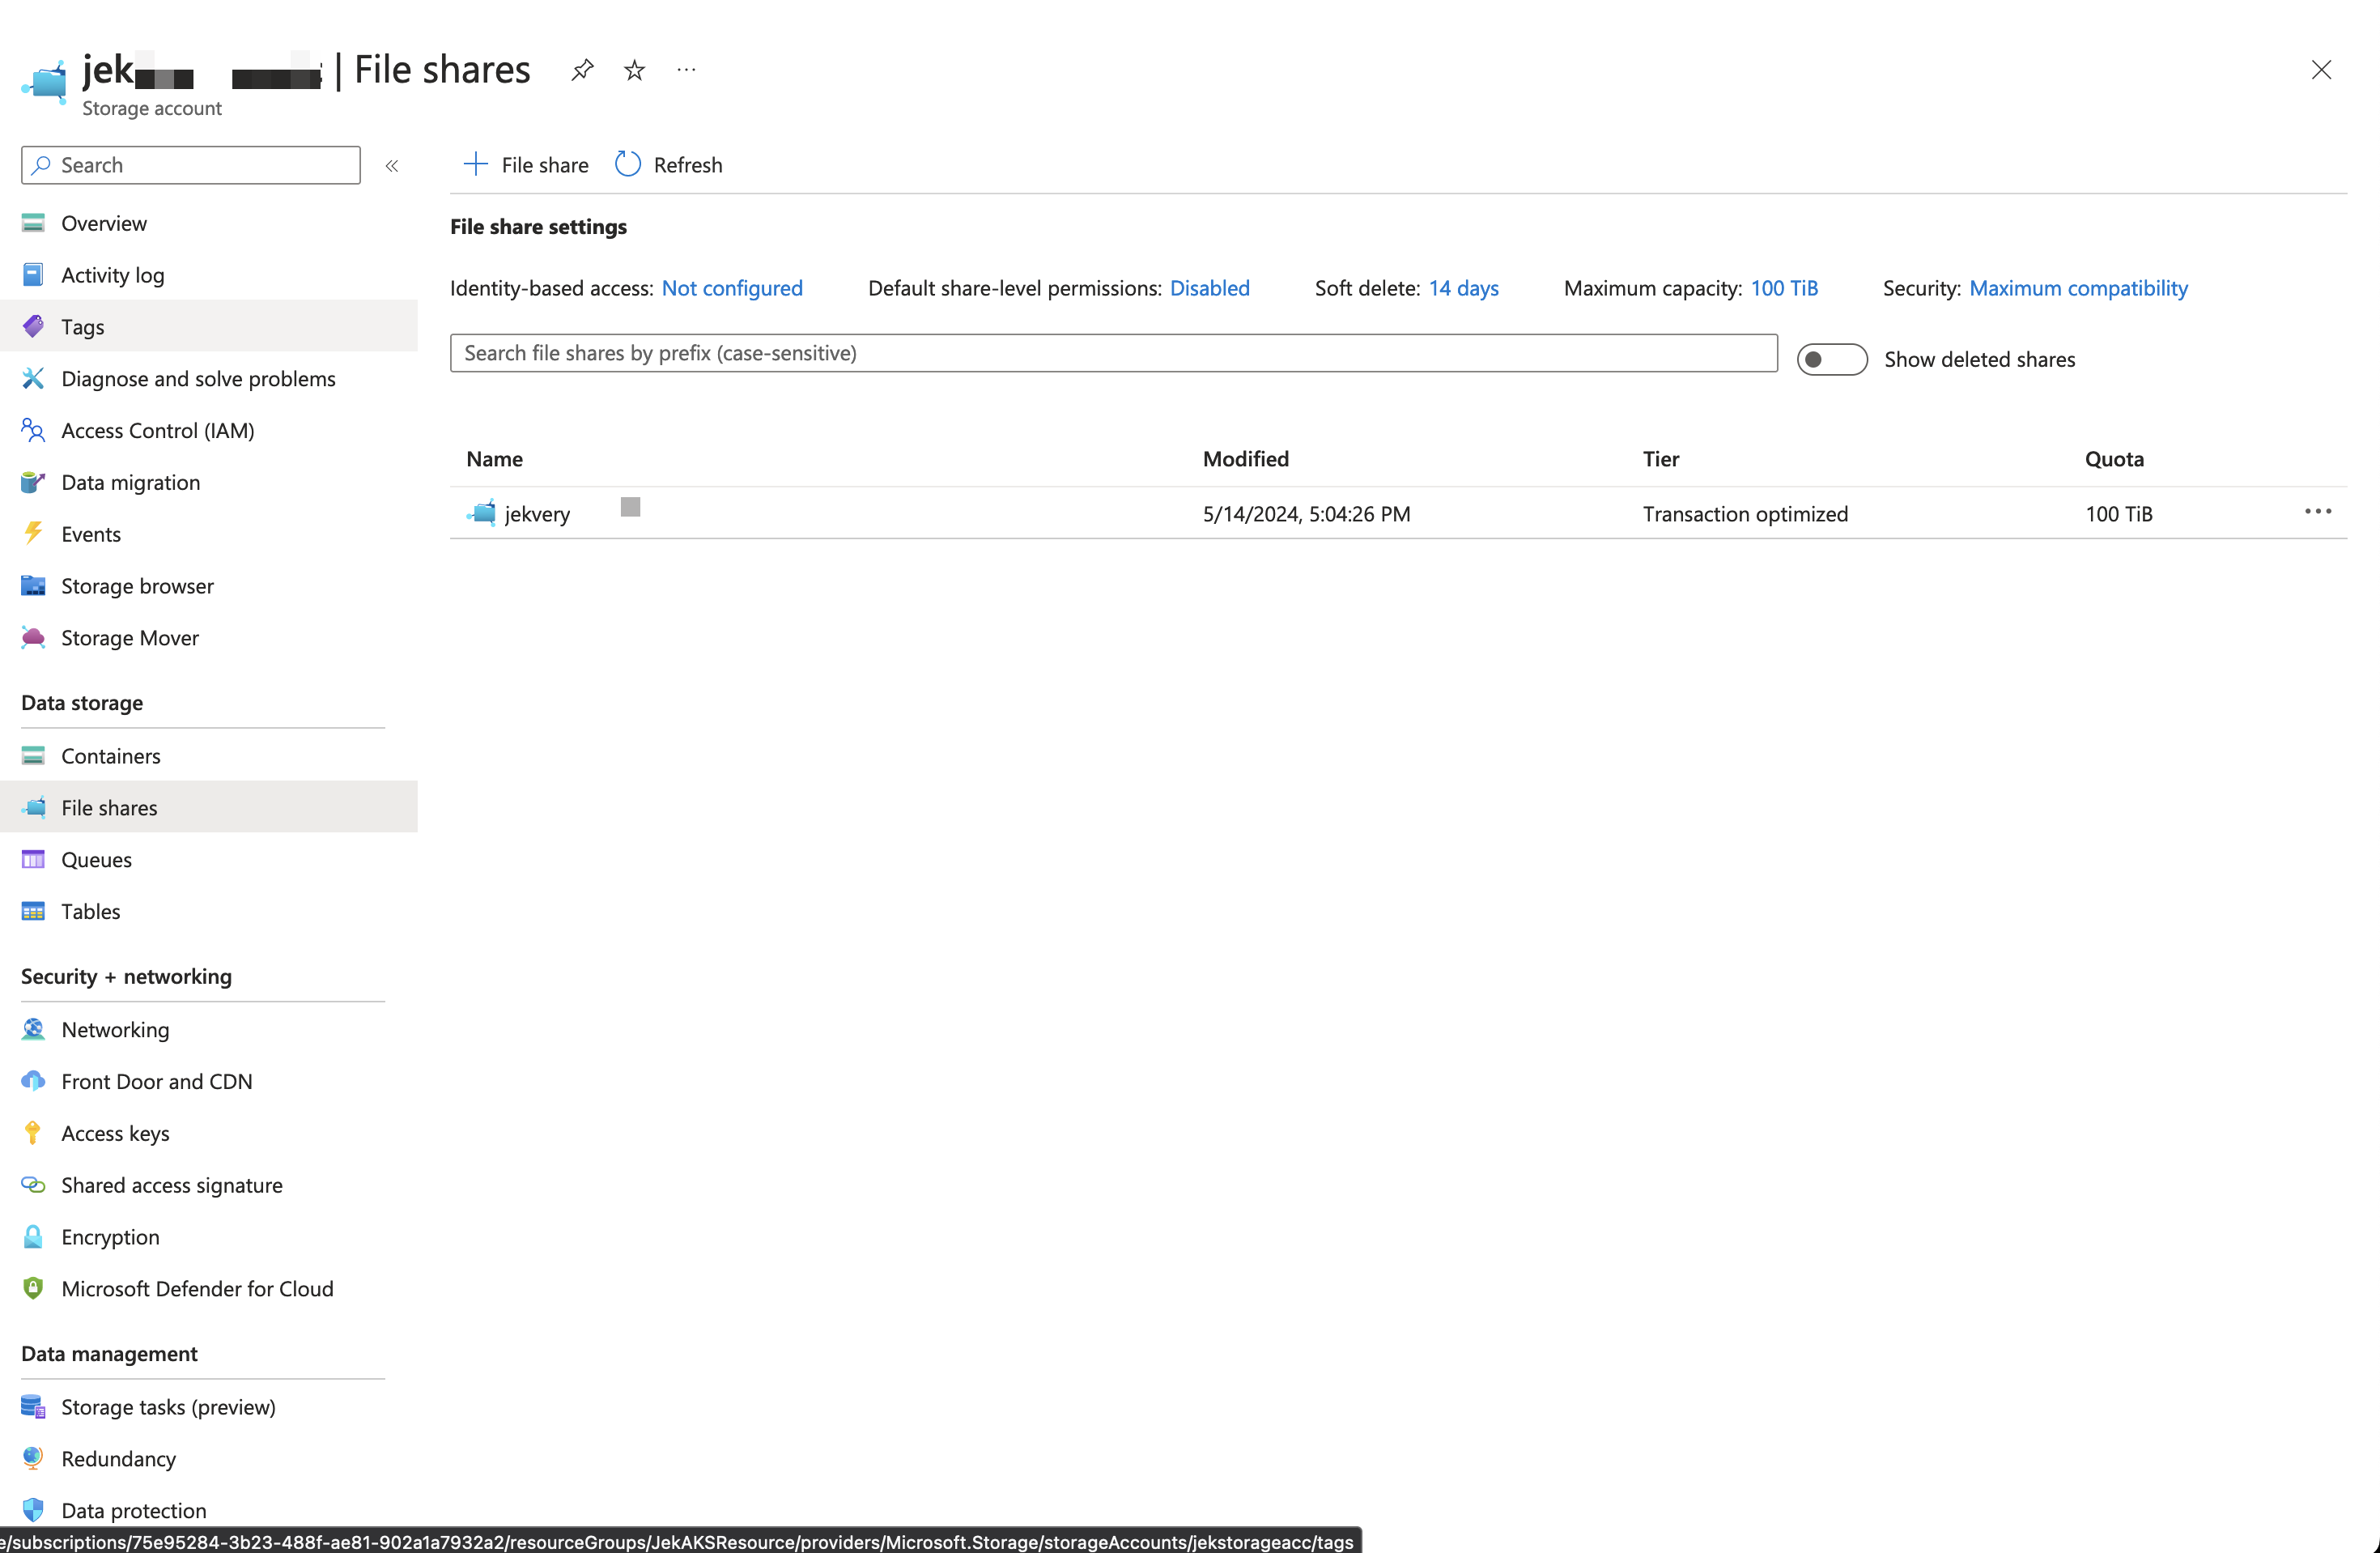 jek | File shares
Storage account
Search
+ File share Refresh
File share settings
Identity-based access: Not configured Default share-level permissions: Disabled Soft delete: 14 days Maximum capacity: 100 TiB Security: Maximum compatibility
Search file shares by prefix (case-sensitive) Show deleted shares
Name Modified Tier Quota
jekvery 5/14/2024, 5:04:26 PM Transaction optimized 100 TiB
Overview
Activity log
Tags
Diagnose and solve problems
Access Control (IAM)
Data migration
Events
Storage browser
Storage Mover
Data storage
Containers
File shares
Queues
Tables
Security + networking
Networking
Front Door and CDN
Access keys
Shared access signature
Encryption
Microsoft Defender for Cloud
Data management
Storage tasks (preview)
Redundancy
Data protection
e/subscriptions/75e95284-3b23-488f-ae81-902a1a7932a2/resourceGroups/JekAKSResource/providers/Microsoft.Storage/storageAccounts/jekstorageacc/tags